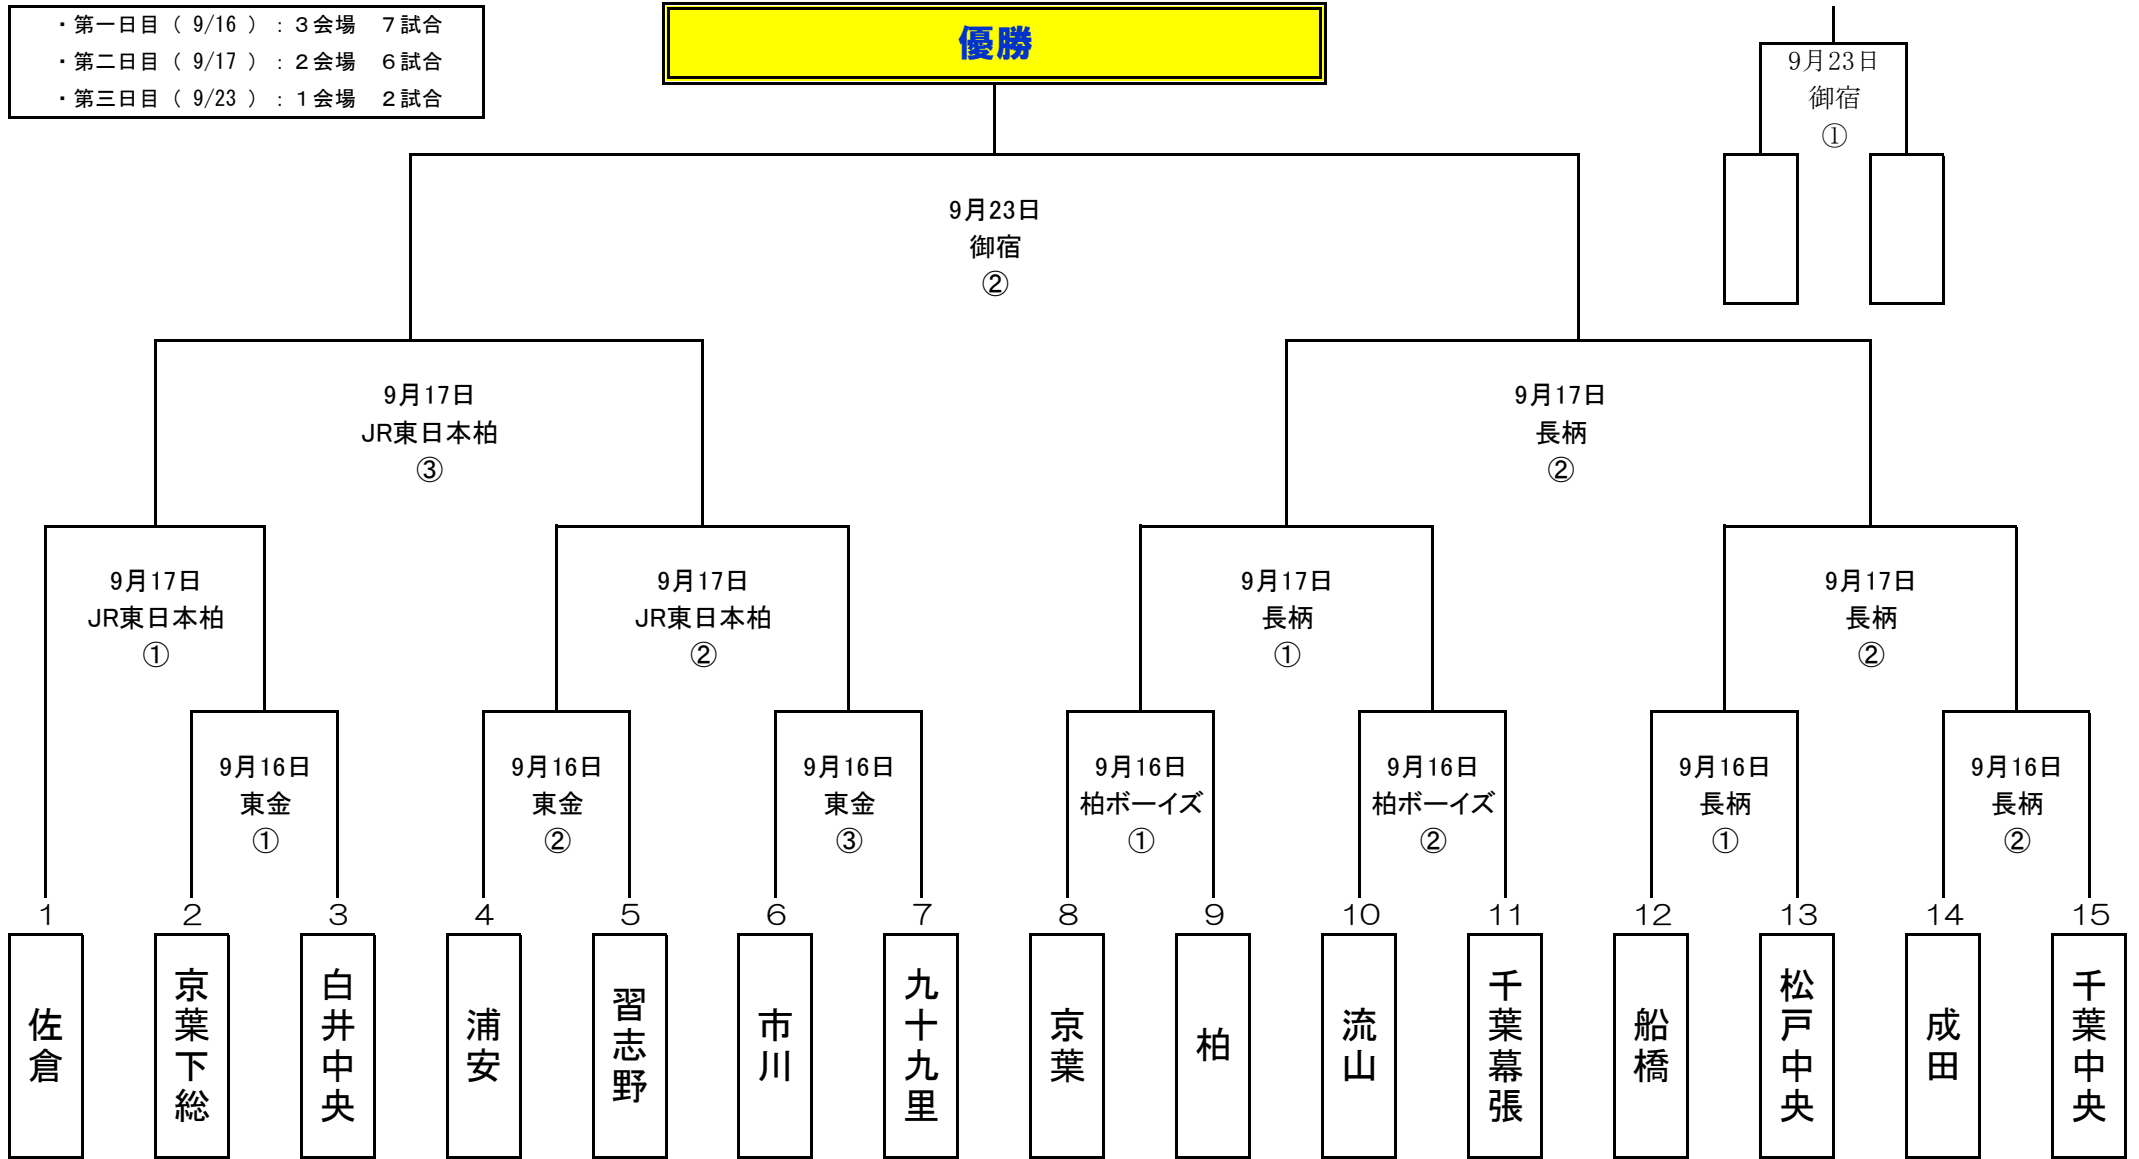 ・第一日目（ 9/16 ）：３会場　７試合
・第二日目（ 9/17 ）：２会場　６試合
・第三日目（ 9/23 ）：１会場　２試合
優勝
9月23日
御宿
①
9月23日
御宿
②
9月17日
JR東日本柏
③
9月17日
長柄
②
9月17日
JR東日本柏
①
9月17日
JR東日本柏
②
9月17日
長柄
①
9月17日
長柄
②
9月16日
東金
①
9月16日
東金
②
9月16日
東金
③
9月16日
柏ボーイズ
①
9月16日
柏ボーイズ
②
9月16日
長柄
①
9月16日
長柄
②
1
2
3
4
5
6
7
8
9
10
11
12
13
14
15
佐倉
京葉下総
白井中央
浦安
習志野
市川
九十九里
京葉
柏
流山
千葉幕張
船橋
松戸中央
成田
千葉中央